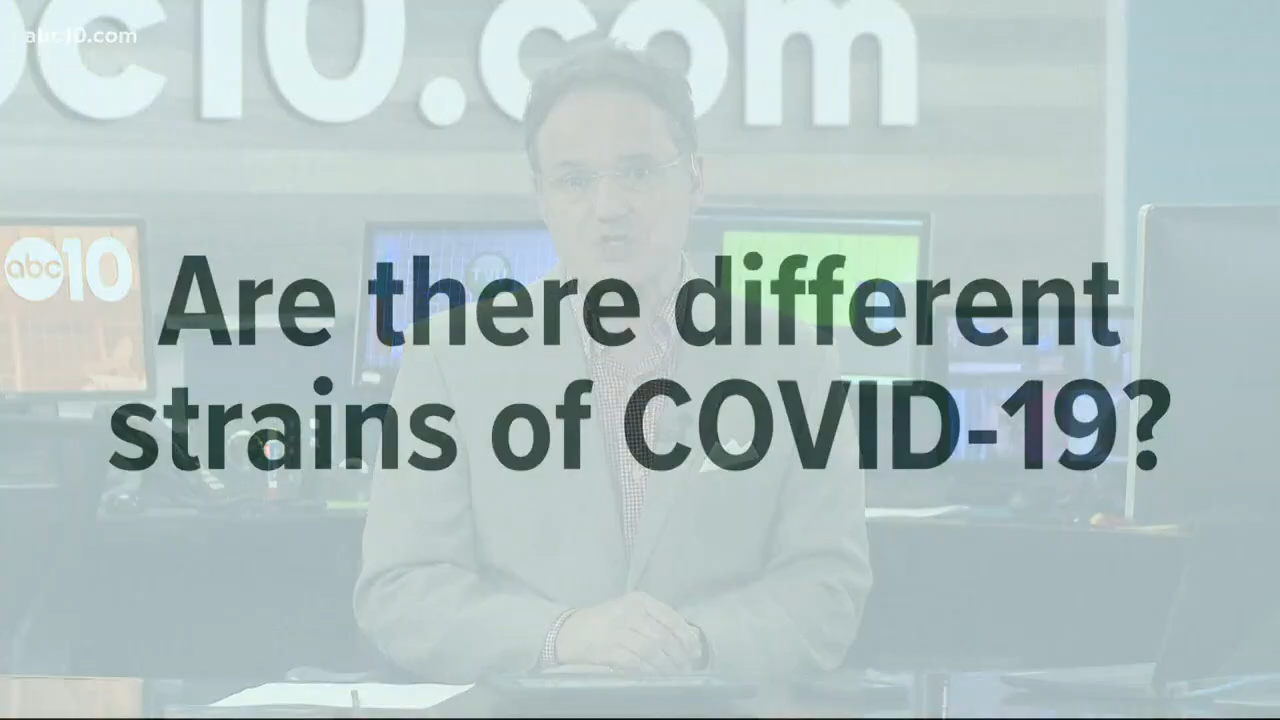 abc10.com
bc10.com
abc10
Are there different
strains of COVID-19?